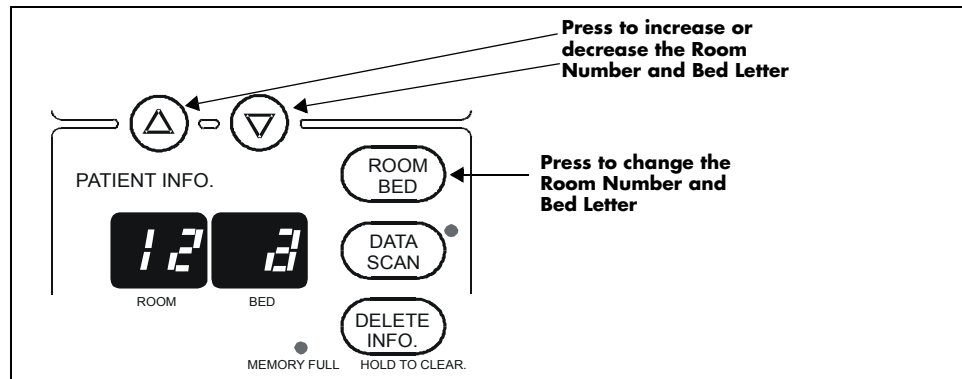 Press to increase or
decrease the Room
Number and Bed Letter
PATIENT INFO.
ROOM
BED
Press to change the
Room Number and
Bed Letter
12 a
ROOM BED
DATA
SCAN
DELETE
INFO.
MEMORY FULL HOLD TO CLEAR.